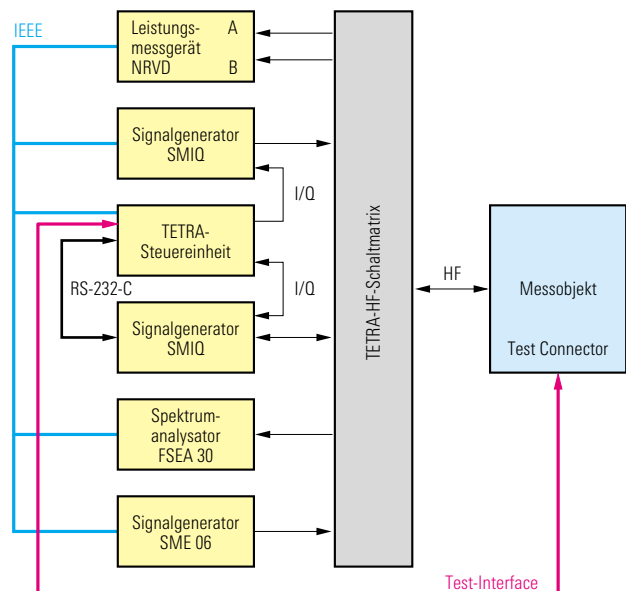 IEEE
Leistungs-
messgerät
NRVD
A
B
Signalgenerator
SMIQ
I/Q
TETRA-
Steuereinheit
RS-232-C
I/Q
Signalgenerator
SMIQ
Spektrum-
analysator
FSEA 30
Signalgenerator
SME 06
TETRA-HF-Schaltmatrix
HF
Messobjekt
Test Connector
Test-Interface